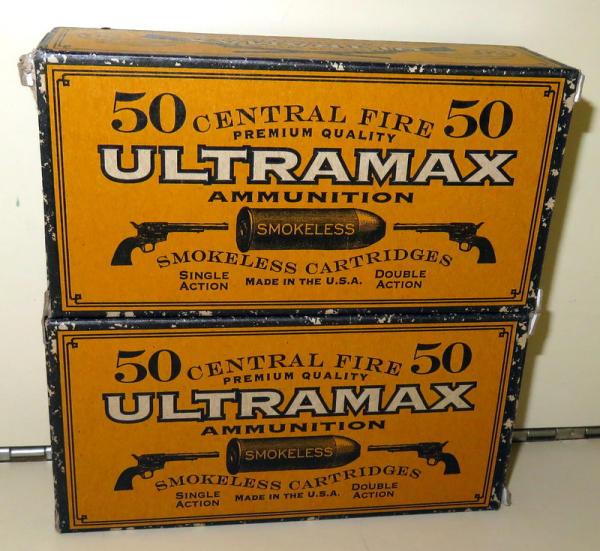 50 CENTRAL FIRE 50
PREMIUM QUALITY
ULTRAMAX
AMMUNITION
SMOKELESS
SMOKELESS CARTRIDGES
SINGLE ACTION MADE IN THE U.S.A. DOUBLE ACTION
50 CENTRAL FIRE 50
PREMIUM QUALITY
ULTRAMAX
AMMUNITION
SMOKELESS
SMOKELESS CARTRIDGES
SINGLE ACTION MADE IN THE U.S.A. DOUBLE ACTION